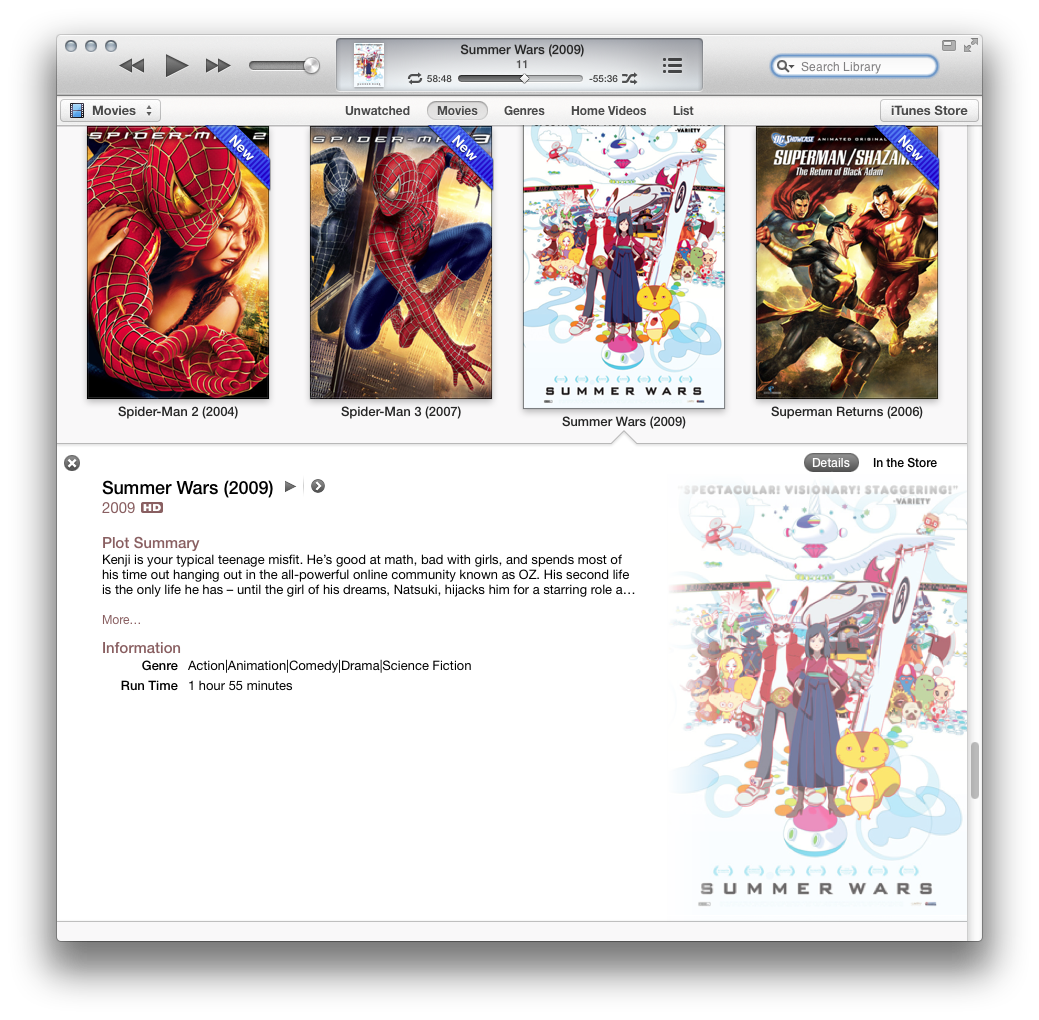 Summer Wars (2009)
11
58:48
-55:36
Search Library
Movies
Unwatched
Movies
Genres
Home Videos
List
iTunes Store
SPIDER-MAN 2
New
SPIDER-MAN 3
New
-VARIETY
SUMMER WARS
DC SHOWCASE ANIMATED ORIGINAL
New
SUPERMAN/SHAZAM
The Return of Black Adam
Spider-Man 2 (2004)
Spider-Man 3 (2007)
Summer Wars (2009)
Superman Returns (2006)
Details
In the Store
Summer Wars (2009)
2009 HD
Plot Summary
Kenji is your typical teenage misfit. He’s good at math, bad with girls, and spends most of
his time out hanging out in the all-powerful online community known as OZ. His second life
is the only life he has – until the girl of his dreams, Natsuki, hijacks him for a starring role a…
More…
Information
Genre Action|Animation|Comedy|Drama|Science Fiction
Run Time 1 hour 55 minutes
"SPECTACULAR! VISIONARY! STAGGERING!"
-VARIETY
SUMMER WARS